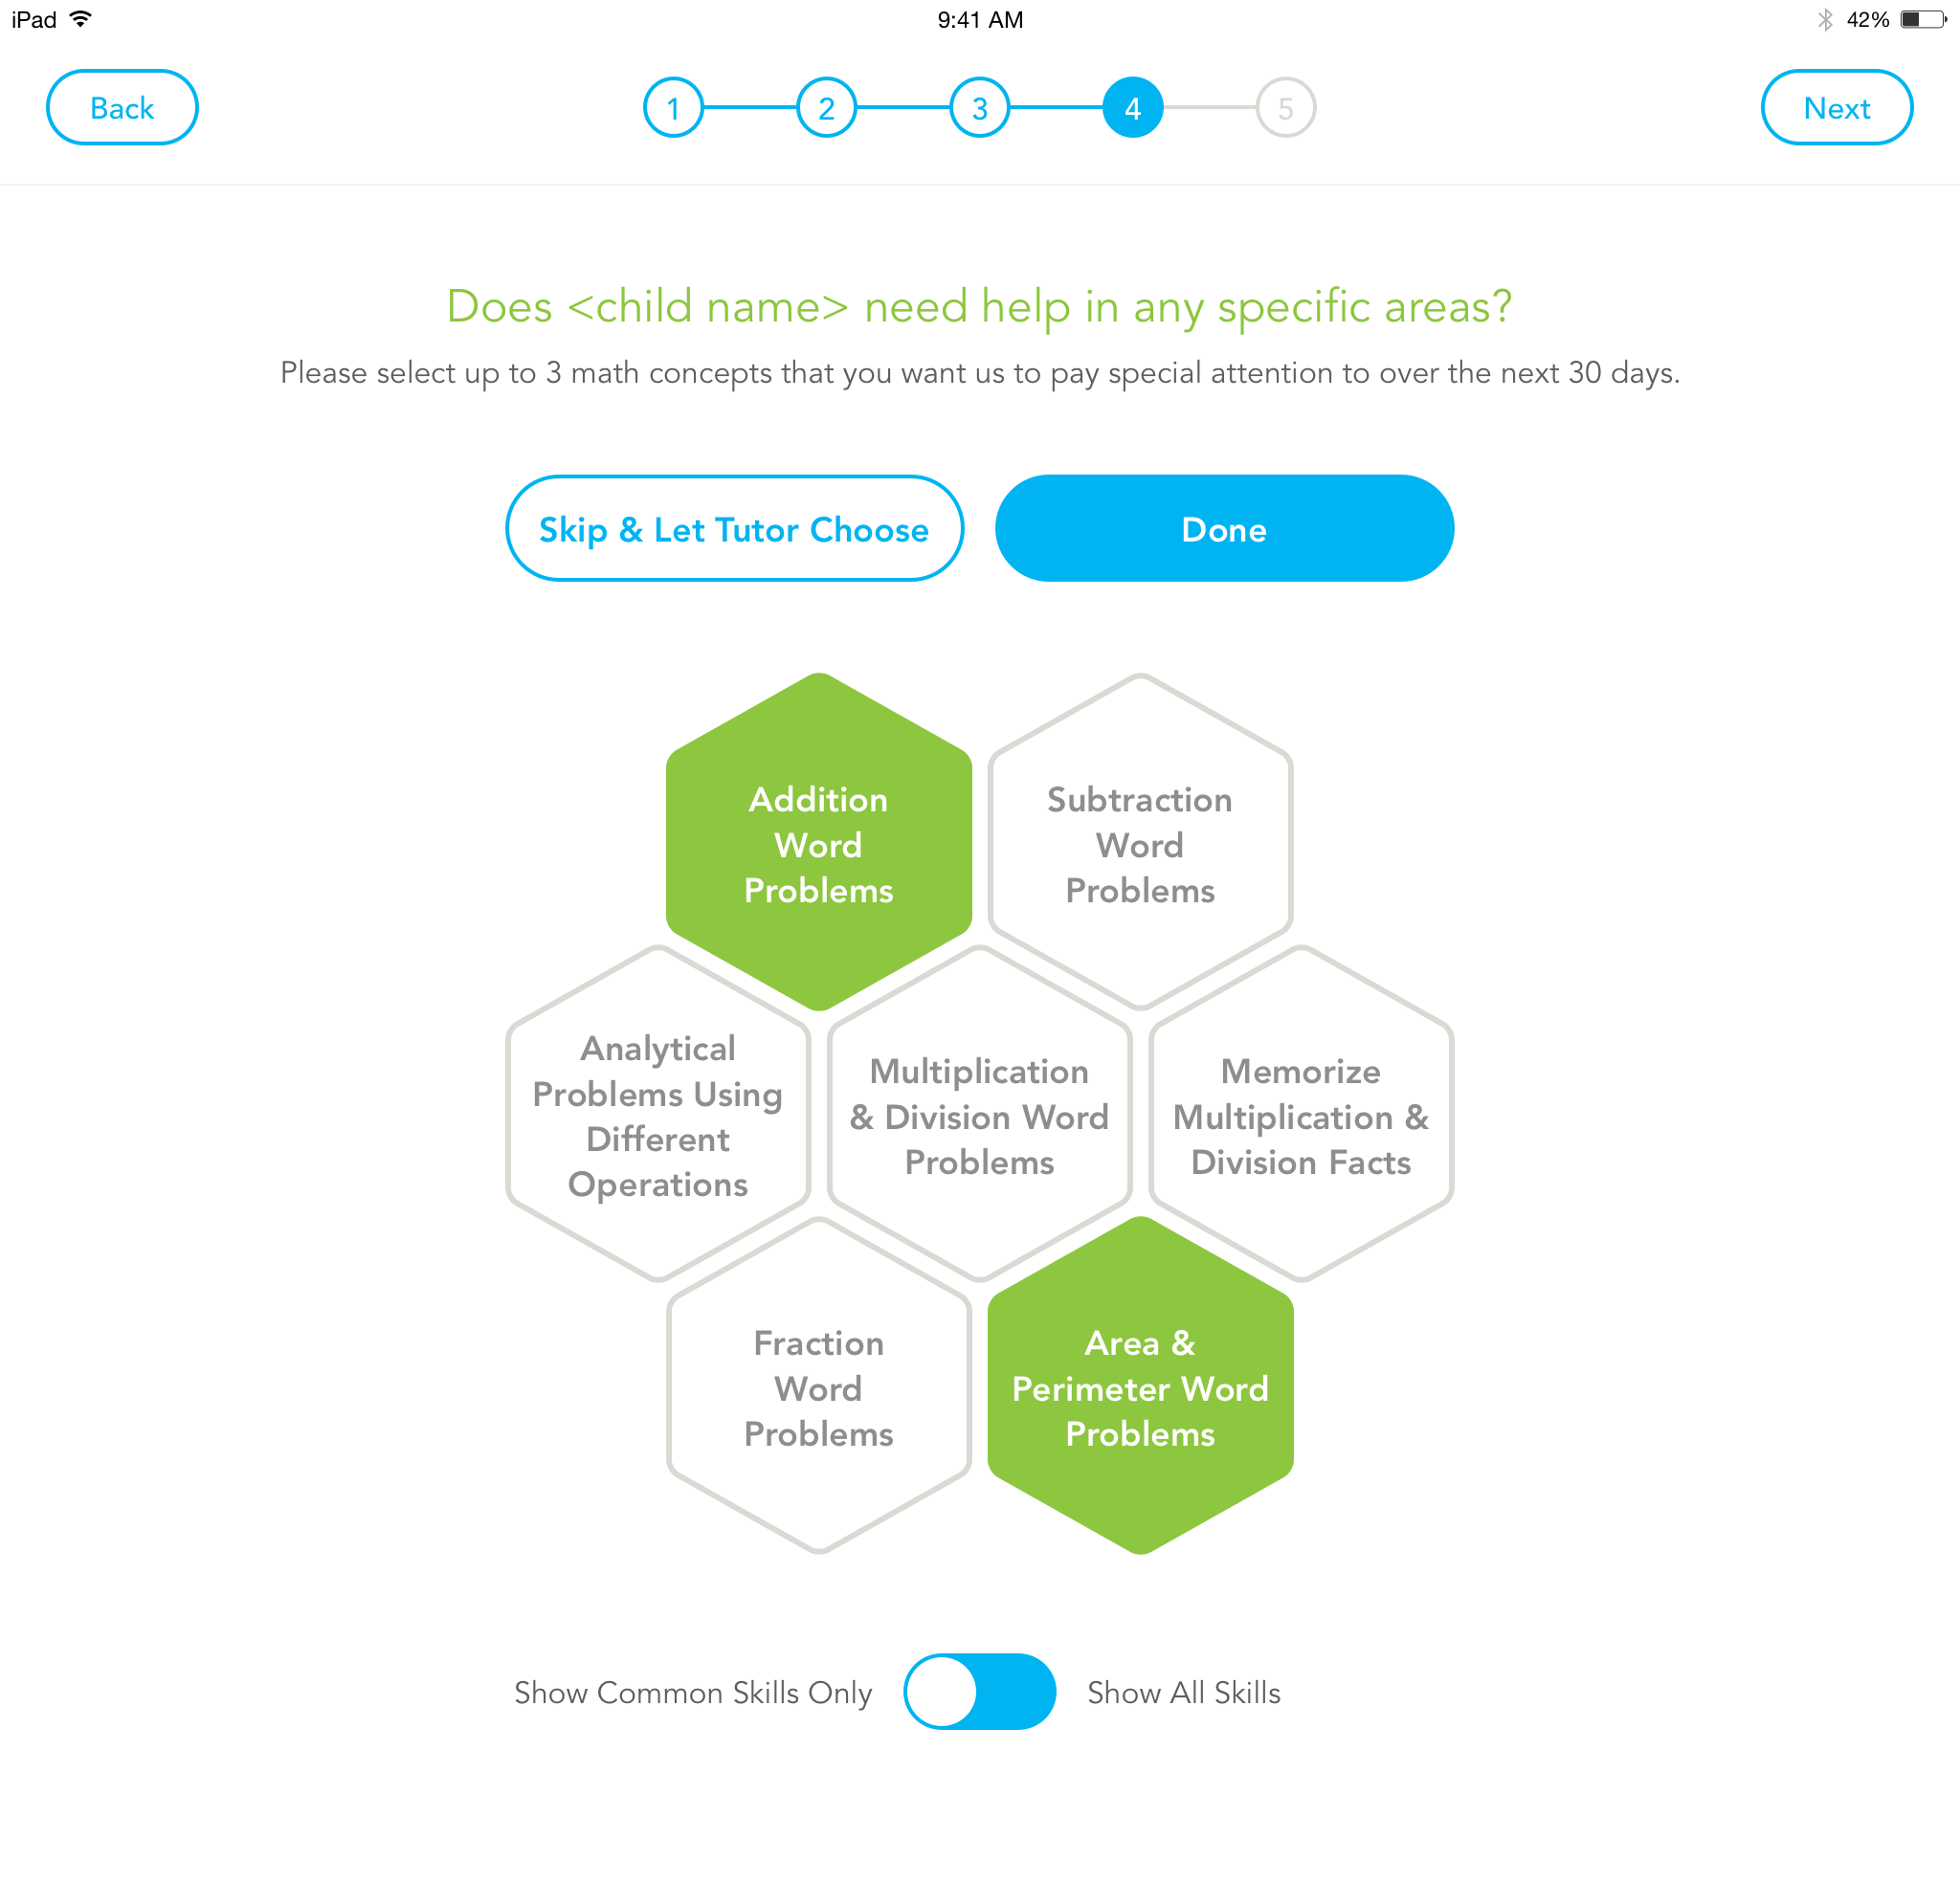 iPad 9:41 AM 42%
Back 1 2 3 4 5 Next
Does <child name> need help in any specific areas?
Please select up to 3 math concepts that you want us to pay special attention to over the next 30 days.
Skip & Let Tutor Choose
Done
Addition
Word
Problems
Subtraction
Word
Problems
Analytical
Problems Using
Different
Operations
Multiplication
& Division Word
Problems
Memorize
Multiplication &
Division Facts
Fraction
Word
Problems
Area &
Perimeter Word
Problems
Show Common Skills Only
Show All Skills